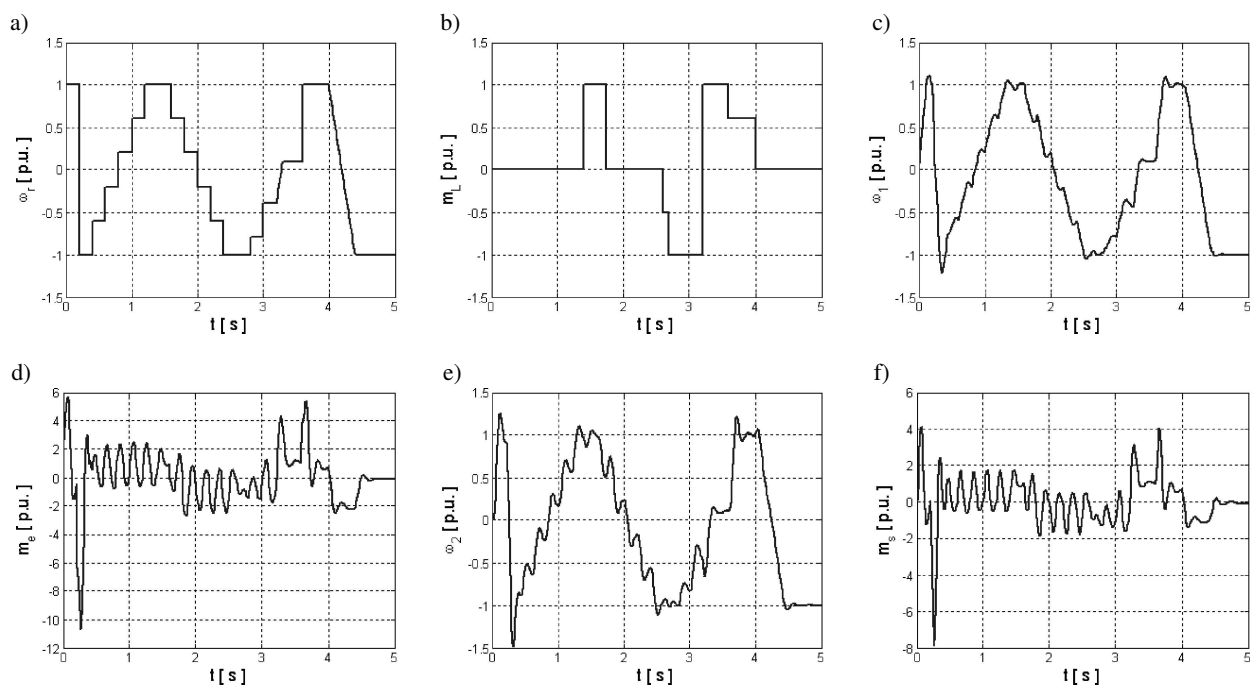 a)
1.5
1
0.5
0
-0.5
-1
-1.5
ω_r [ p.u. ]
0 1 2 3 4 5
t [ s ]
b)
1.5
1
0.5
0
-0.5
-1
-1.5
m_L [ p.u. ]
0 1 2 3 4 5
t [ s ]
c)
1.5
1
0.5
0
-0.5
-1
-1.5
ω_1 [ p.u. ]
0 1 2 3 4 5
t [ s ]
d)
6
4
2
0
-2
-4
-6
-8
-10
-12
m_e [ p.u. ]
0 1 2 3 4 5
t [ s ]
e)
1.5
1
0.5
0
-0.5
-1
-1.5
ω_2 [ p.u. ]
0 1 2 3 4 5
t [ s ]
f)
6
4
2
0
-2
-4
-6
-8
m_s [ p.u. ]
0 1 2 3 4 5
t [ s ]